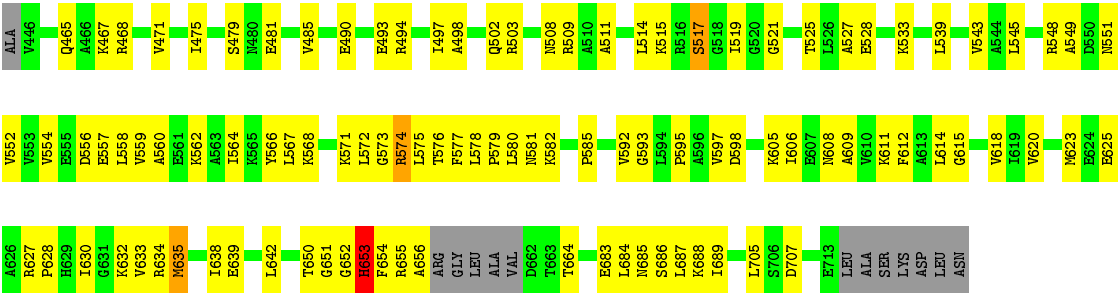 ALA V446 Q465 A466 K467 R468 V471 I475 S479 N480 E481 V485 E490 E493 R494 I497 A498 Q502 R503 N508 R509 A510 A511 L514 K515 R516 S517 G518 I519 G520 G521 T525 L526 A527 E528 K533 L539 V543 A544 L545 R548 A549 D550 N551
V552 V553 V554 E555 D556 E557 L558 V559 A560 E561 K562 A563 I564 K565 Y566 L567 K568 K571 L572 G573 R574 L575 T576 F577 L578 P579 L580 N581 K582 P585 V592 G593 L594 P595 A596 V597 D598 K605 I606 E607 N608 A609 V610 K611 F612 A613 L614 G615 V618 I619 V620 M623 E624 E625
A626 R627 P628 H629 I630 G631 K632 V633 R634 M635 I638 E639 L642 T650 G651 G652 H653 F654 R655 A656 ARG GLY LEU ALA VAL D662 T663 T664 E683 L684 N685 S686 L687 K688 I689 L705 S706 D707 E713 LEU ALA SER LYS ASP LEU ASN